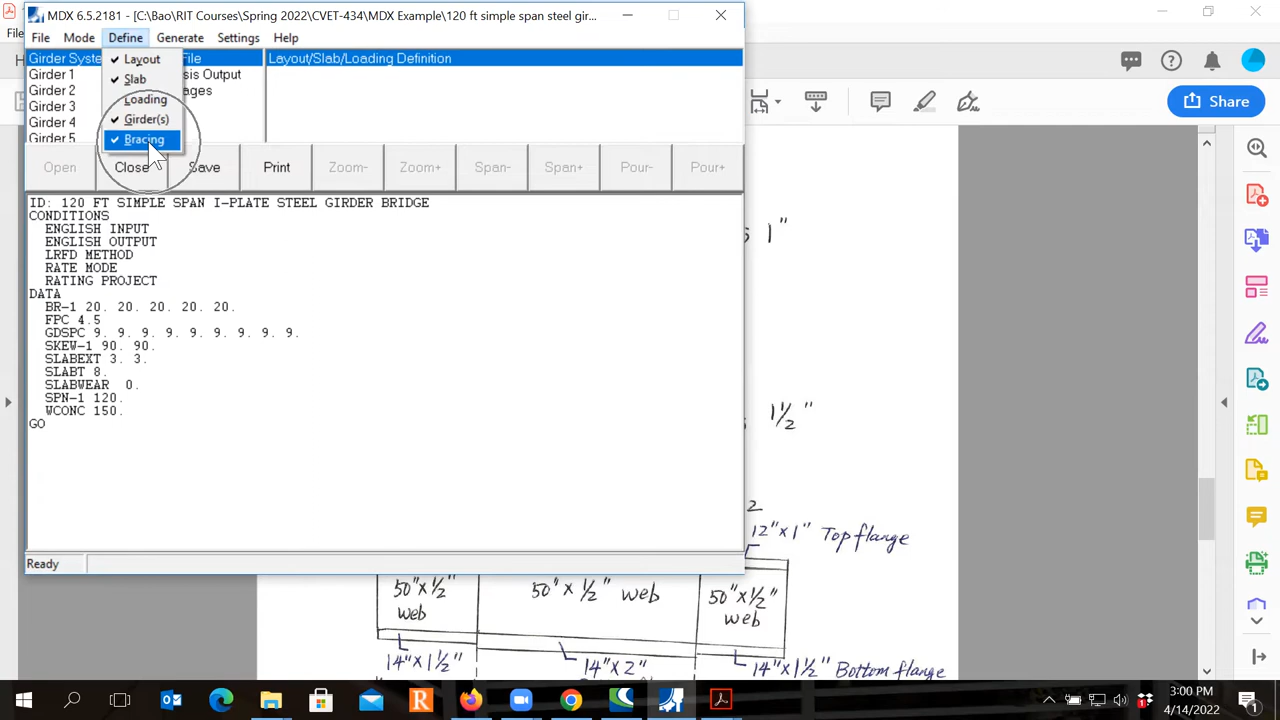 MDX 6.5.2181 - [C:\Bao\RIT Courses\Spring 2022\CVET-434\MDX Example\120 ft simple span steel gir...
File Mode Define Generate Settings Help
Layout
Slab
Loading
Girder(s)
Bracing
Girder Syste
Girder 1
Girder 2
Girder 3
Girder 4
Girder 5
File
sis Output
ages
Layout/Slab/Loading Definition
Open Close Save Print Zoom- Zoom+ Span- Span+ Pour- Pour+
ID: 120 FT SIMPLE SPAN I-PLATE STEEL GIRDER BRIDGE
CONDITIONS
ENGLISH INPUT
ENGLISH OUTPUT
LRFD METHOD
RATE MODE
RATING PROJECT
DATA
BR-1 20. 20. 20. 20. 20.
FPC 4.5
GDSPC 9. 9. 9. 9. 9. 9. 9. 9. 9.
SKEW-1 90. 90.
SLABEXT 3. 3.
SLABT 8.
SLABWEAR 0.
SPN-1 120.
WCONC 150.
GO
Ready
Share
s 1"
s 1½"
2
12"x1" Top flange
50"x½" web
50"x½" web
50"x½" web
14"x1½"
14"x2"
14"x1½" Bottom flange
3:00 PM
4/14/2022